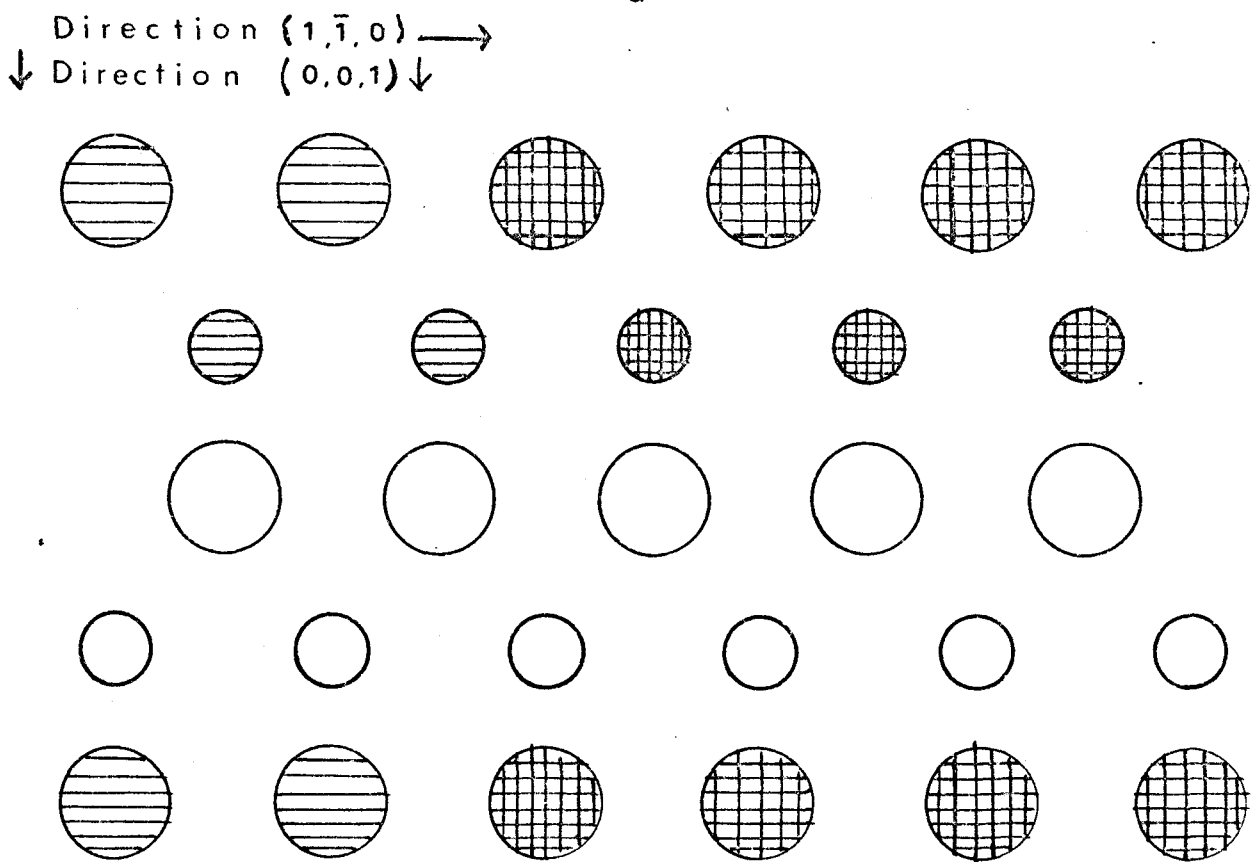 Direction (1,1̅,0) ⟶
↓ Direction (0,0,1) ↓